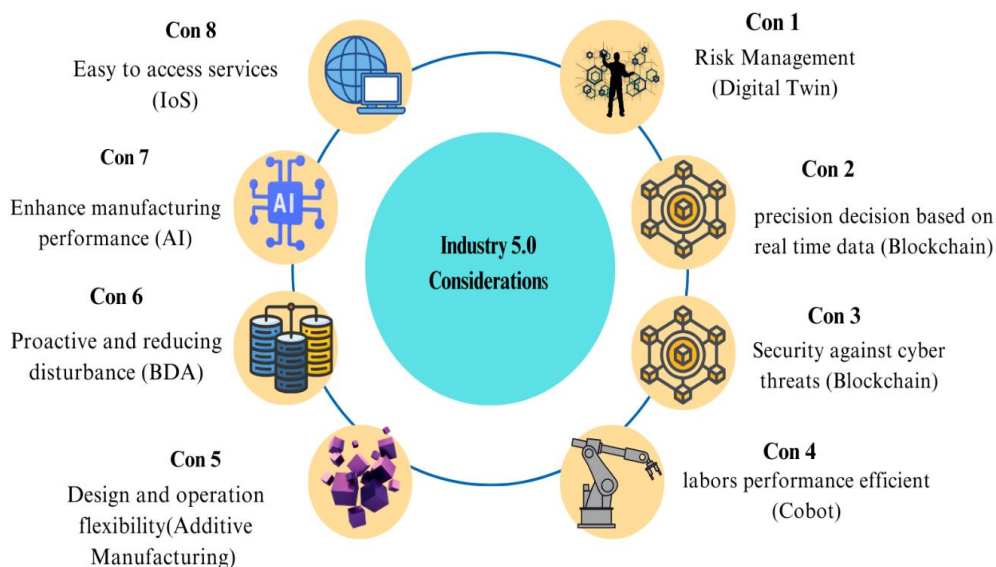 Con 1
Risk Management
(Digital Twin)
Con 2
precision decision based on
real time data (Blockchain)
Con 3
Security against cyber
threats (Blockchain)
Con 4
labors performance efficient
(Cobot)
Con 5
Design and operation
flexibility(Additive
Manufacturing)
Con 6
Proactive and reducing
disturbance (BDA)
Con 7
Enhance manufacturing
performance (AI)
AI
Con 8
Easy to access services
(IoS)
Industry 5.0
Considerations